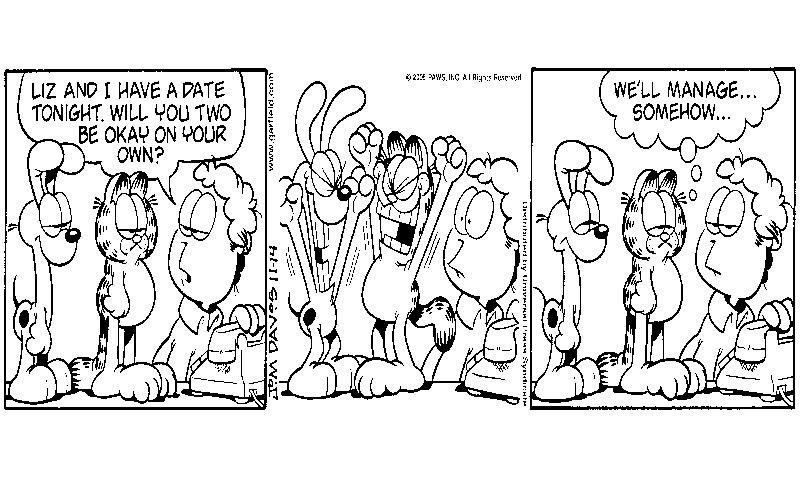 LIZ AND I HAVE A DATE
TONIGHT. WILL YOU TWO
BE OKAY ON YOUR
OWN?
www.garfield.com
JIM DAVIS 11-14
© 2005 PAWS, INC. All Rights Reserved
Distributed by Universal Press Syndicate
WE'LL MANAGE...
SOMEHOW...